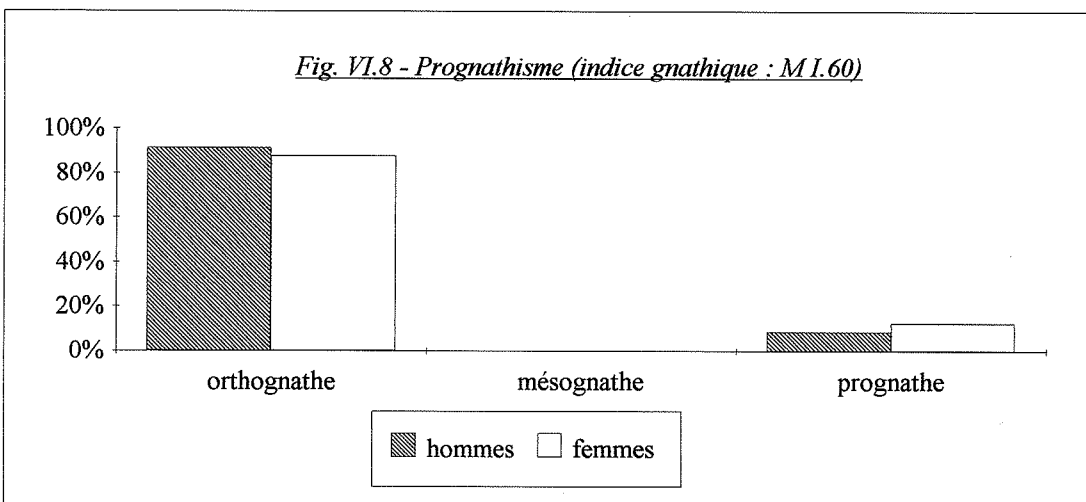 Fig. VI.8 - Prognathisme (indice gnathique : M I.60)
100%
80%
60%
40%
20%
0%
orthognathe mésognathe prognathe
hommes femmes